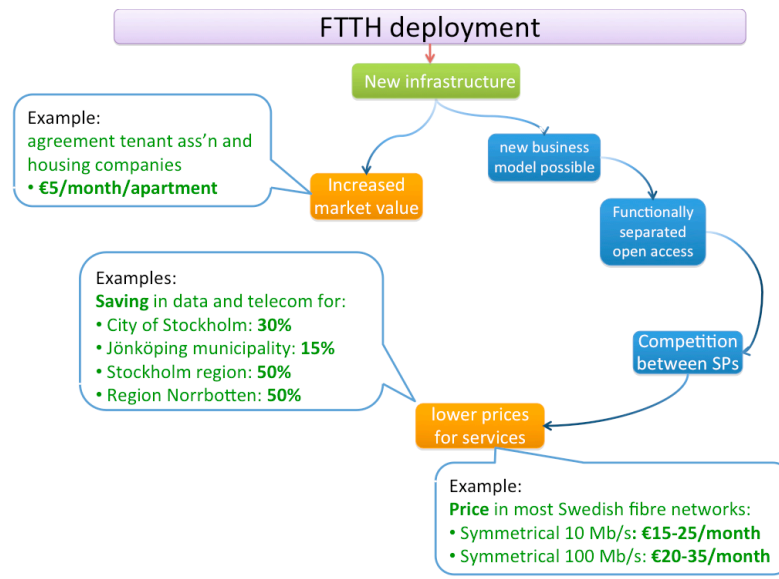 FTTH deployment
New infrastructure
Example:
agreement tenant ass'n and
housing companies
• €5/month/apartment
Increased
market value
new business
model possible
Functionally
separated
open access
Examples:
Saving in data and telecom for:
• City of Stockholm: 30%
• Jönköping municipality: 15%
• Stockholm region: 50%
• Region Norrbotten: 50%
Competition
between SPs
lower prices
for services
Example:
Price in most Swedish fibre networks:
• Symmetrical 10 Mb/s: €15-25/month
• Symmetrical 100 Mb/s: €20-35/month